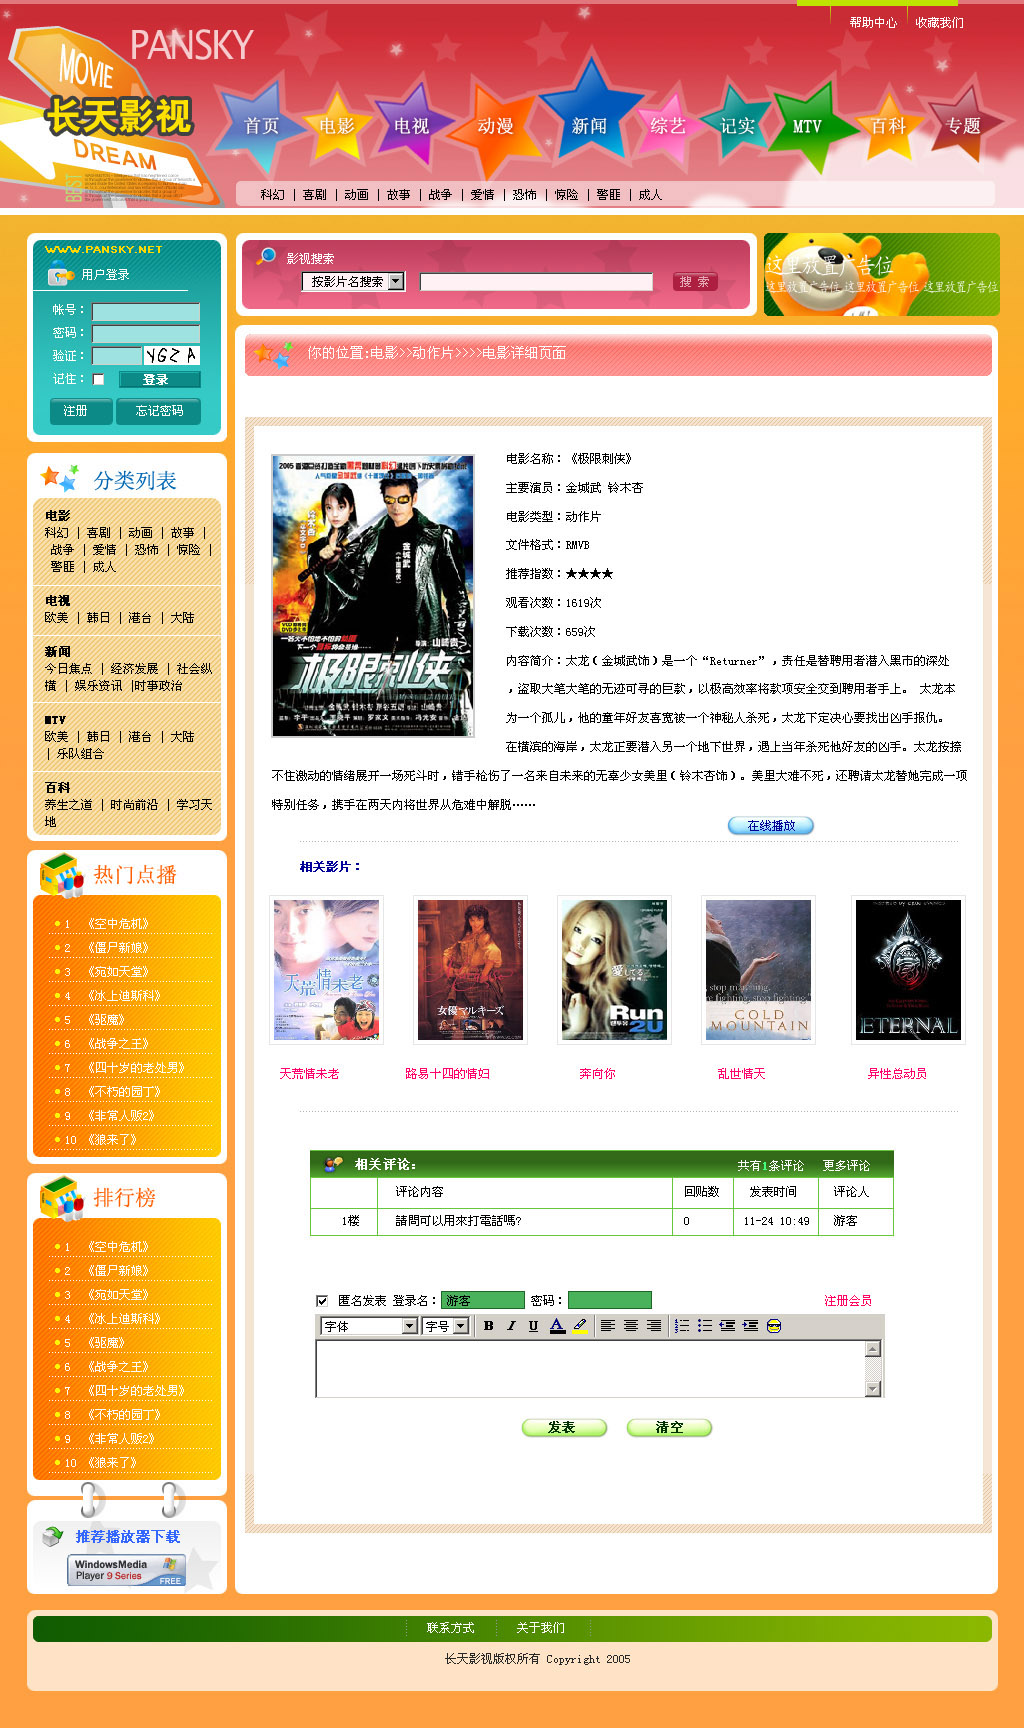 帮助中心 收藏我们
PANSKY
MOVIE
长天影视
DREAM
BEST
首页 电影 电视 动漫 新闻 综艺 记实 MTV 百科 专题
科幻 | 喜剧 | 动画 | 故事 | 战争 | 爱情 | 恐怖 | 惊险 | 警匪 | 成人
WWW.PANSKY.NET
用户登录
帐号：
密码：
验证： YGZ A
记住： 登录
注册 忘记密码
影视搜索
按影片名搜索 搜 索
这里放置广告位
这里放置广告位 这里放置广告位 这里放置广告位
分类列表
电影
科幻 | 喜剧 | 动画 | 故事 |
战争 | 爱情 | 恐怖 | 惊险 |
警匪 | 成人
电视
欧美 | 韩日 | 港台 | 大陆
新闻
今日焦点 | 经济发展 | 社会纵
横 | 娱乐资讯 |时事政治
MTV
欧美 | 韩日 | 港台 | 大陆
| 乐队组合
百科
养生之道 | 时尚前沿 | 学习天
地
热门点播
1 《空中危机》
2 《僵尸新娘》
3 《宛如天堂》
4 《冰上迪斯科》
5 《驱魔》
6 《战争之王》
7 《四十岁的老处男》
8 《不朽的园丁》
9 《非常人贩2》
10 《狼来了》
排行榜
1 《空中危机》
2 《僵尸新娘》
3 《宛如天堂》
4 《冰上迪斯科》
5 《驱魔》
6 《战争之王》
7 《四十岁的老处男》
8 《不朽的园丁》
9 《非常人贩2》
10 《狼来了》
推荐播放器下载
WindowsMedia
Player 9 Series
FREE
你的位置:电影>>动作片>>>>电影详细页面
金城武
极限刺侠
电影名称：《极限刺侠》
主要演员：金城武 铃木杏
电影类型：动作片
文件格式：RMVB
推荐指数：★★★★
观看次数：1619次
下载次数：659次
内容简介：太龙（金城武饰）是一个“Returner”，责任是替聘用者潜入黑市的深处
，盗取大笔大笔的无迹可寻的巨款，以极高效率将款项安全交到聘用者手上。 太龙本
为一个孤儿，他的童年好友喜宽被一个神秘人杀死，太龙下定决心要找出凶手报仇。
在横滨的海岸，太龙正要潜入另一个地下世界，遇上当年杀死他好友的凶手。太龙按捺
不住激动的情绪展开一场死斗时，错手枪伤了一名来自未来的无辜少女美里（铃木杏饰）。美里大难不死，还聘请太龙替她完成一项
特别任务，携手在两天内将世界从危难中解脱……
在线播放
相关影片：
天荒情未老
女優マルキーズ
愛してる
Run
2U
stop marching,
fighting, stop fighting,
COLD
MOUNTAIN
ETERNAL
天荒情未老 路易十四的情妇 奔向你 乱世情天 异性总动员
相关评论： 共有1条评论 更多评论
评论内容 回贴数 发表时间 评论人
1楼 請問可以用來打電話嗎? 0 11-24 10:49 游客
匿名发表 登录名： 游客 密码： 注册会员
字体 字号 B I U A
发表 清空
联系方式 关于我们
长天影视版权所有 Copyright 2005